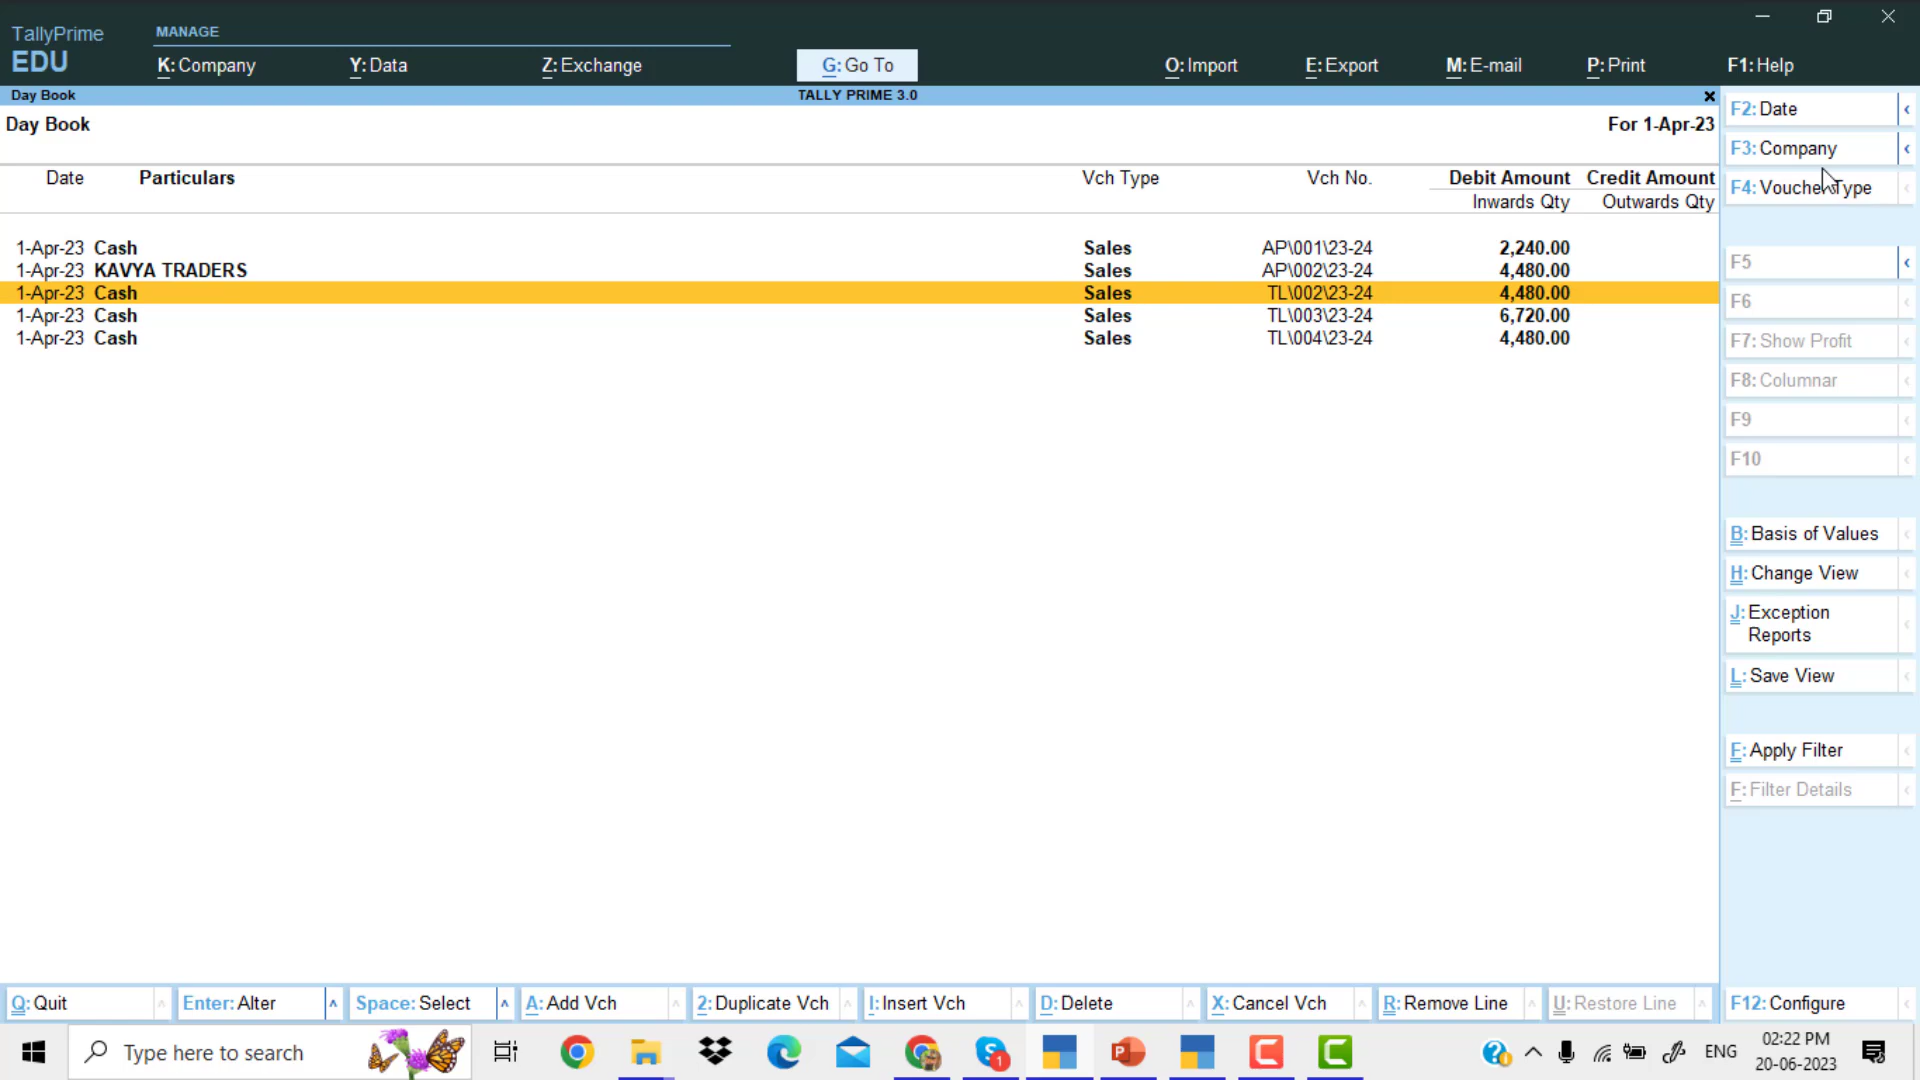 TallyPrime
EDU
MANAGE
K: Company
Y: Data
Z: Exchange
G: Go To
O: Import
E: Export
M: E-mail
P: Print
F1: Help
Day Book
TALLY PRIME 3.0
Day Book
For 1-Apr-23
Date Particulars Vch Type Vch No. Debit Amount Credit Amount
Inwards Qty Outwards Qty
1-Apr-23 Cash Sales AP\001\23-24 2,240.00
1-Apr-23 KAVYA TRADERS Sales AP\002\23-24 4,480.00
1-Apr-23 Cash Sales TL\002\23-24 4,480.00
1-Apr-23 Cash Sales TL\003\23-24 6,720.00
1-Apr-23 Cash Sales TL\004\23-24 4,480.00
F2: Date
F3: Company
F4: Voucher Type
F5
F6
F7: Show Profit
F8: Columnar
F9
F10
B: Basis of Values
H: Change View
J: Exception
Reports
L: Save View
F: Apply Filter
F: Filter Details
Q: Quit
Enter: Alter
Space: Select
A: Add Vch
2: Duplicate Vch
I: Insert Vch
D: Delete
X: Cancel Vch
R: Remove Line
U: Restore Line
F12: Configure
Type here to search
1
ENG
02:22 PM
20-06-2023